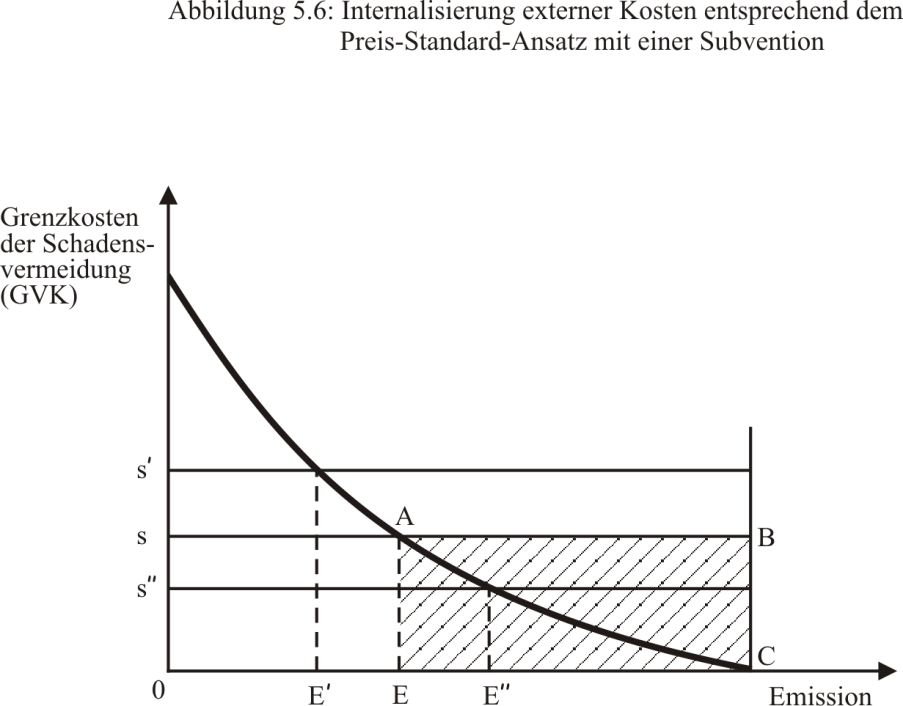 Abbildung 5.6: Internalisierung externer Kosten entsprechend dem
Preis-Standard-Ansatz mit einer Subvention
Grenzkosten
der Schadens-
vermeidung
(GVK)
s'
A
s
B
s''
C
0
E'
E
E''
Emission